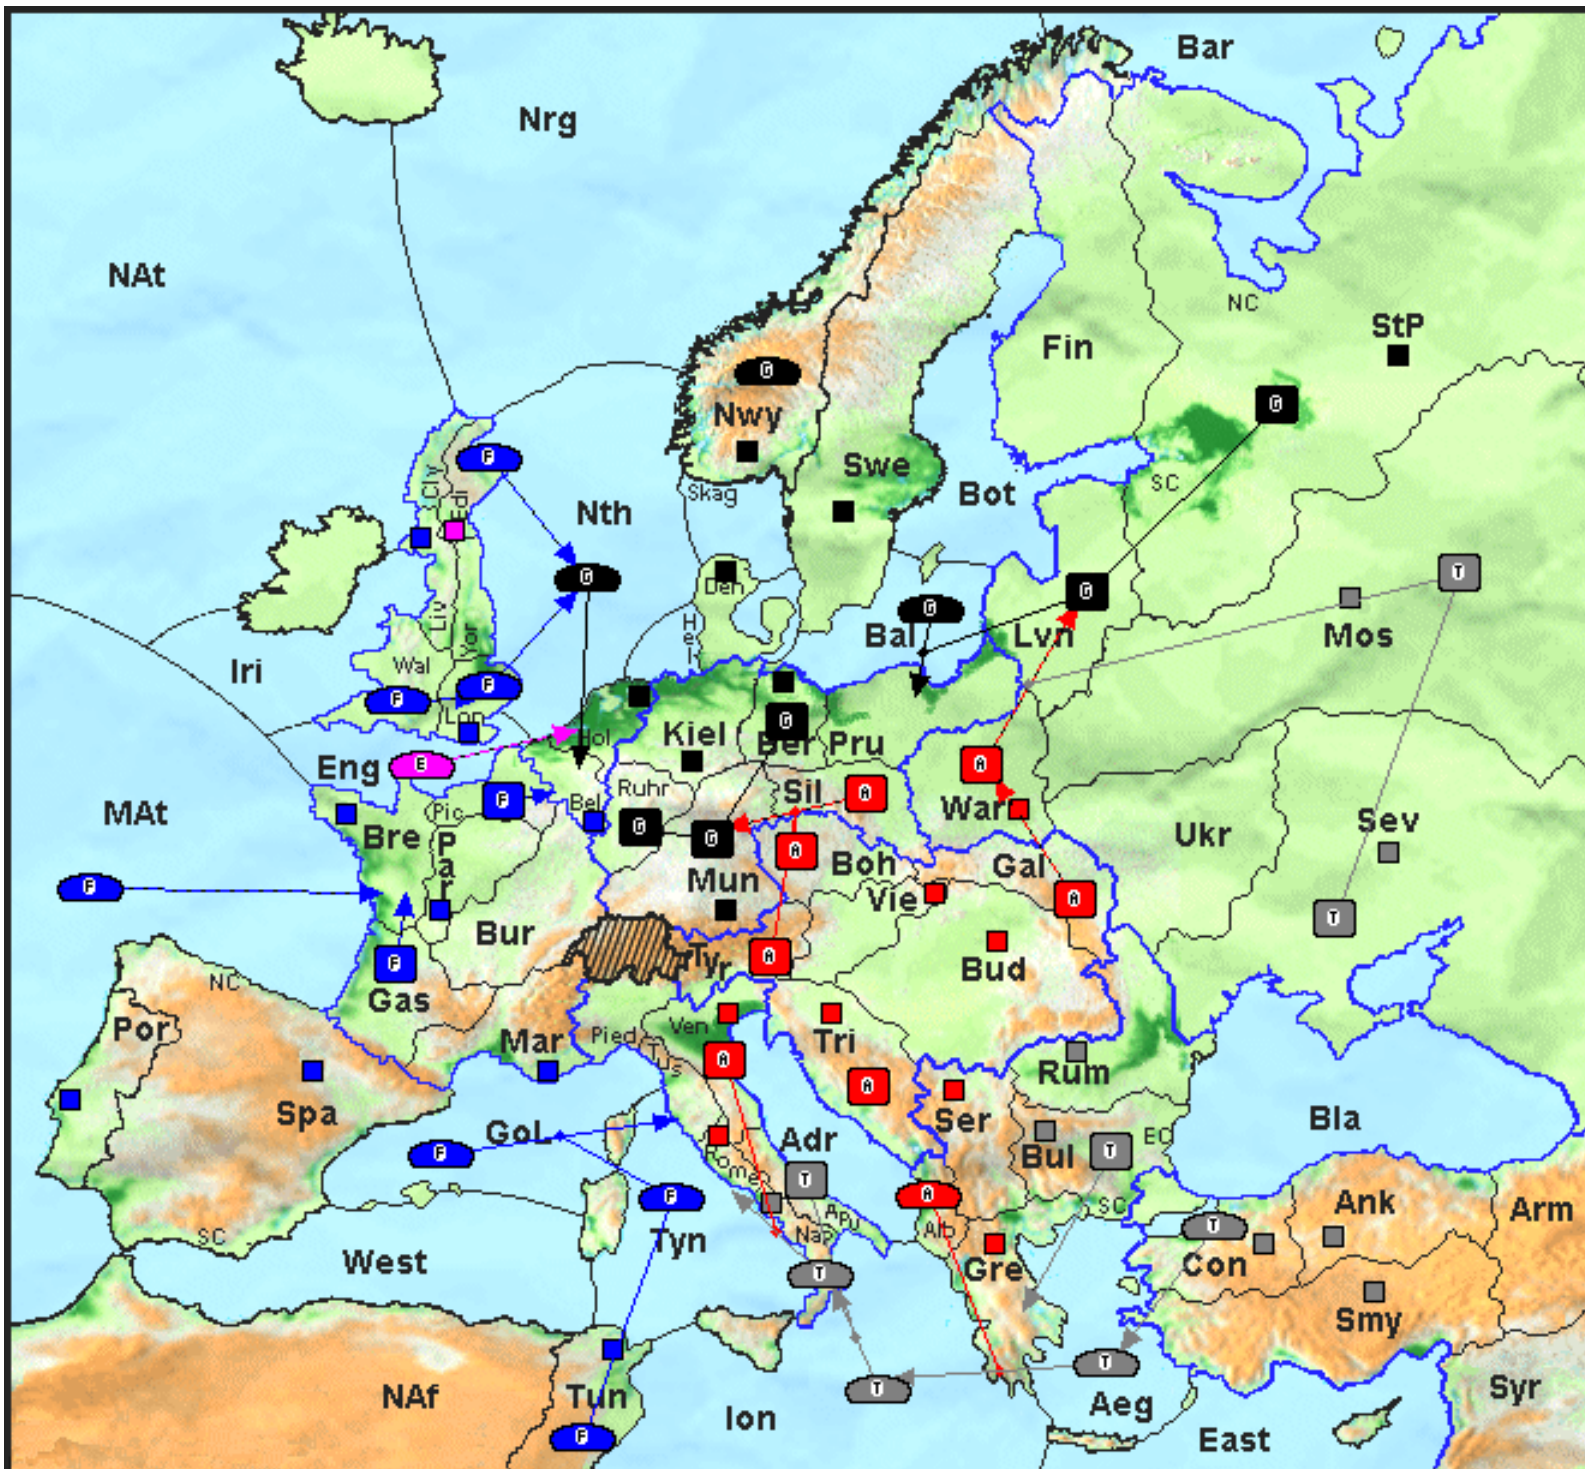 Bar
Nrg
NAt
NC
StP
Fin
G
G
Nwy
Swe
F
Cly
Edi
SC
Skag
Bot
Nth
T
G
Den
G
G
Hel
Bal
Lvn
Mos
Liv
Yor
Iri
Wal
F
F
Lon
Hol
Kiel
G
Ber
Pru
Eng
E
A
Ruhr
Sil
A
War
F
Pic
Bel
MAt
Bre
Par
G
G
Mun
A
Boh
Gal
Ukr
Sev
F
Vie
A
T
Bur
A
Tyr
Bud
F
Gas
NC
Por
Mar
Pied
Ven
Tus
A
Tri
A
Rum
Spa
Ser
Bla
GoL
F
Rome
Adr
Bul
T
EC
T
A
F
Tyn
Apu
Nap
Alb
SC
Ank
Arm
SC
West
T
Con
Gre
T
Smy
T
T
NAf
Tun
Ion
Aeg
Syr
F
East